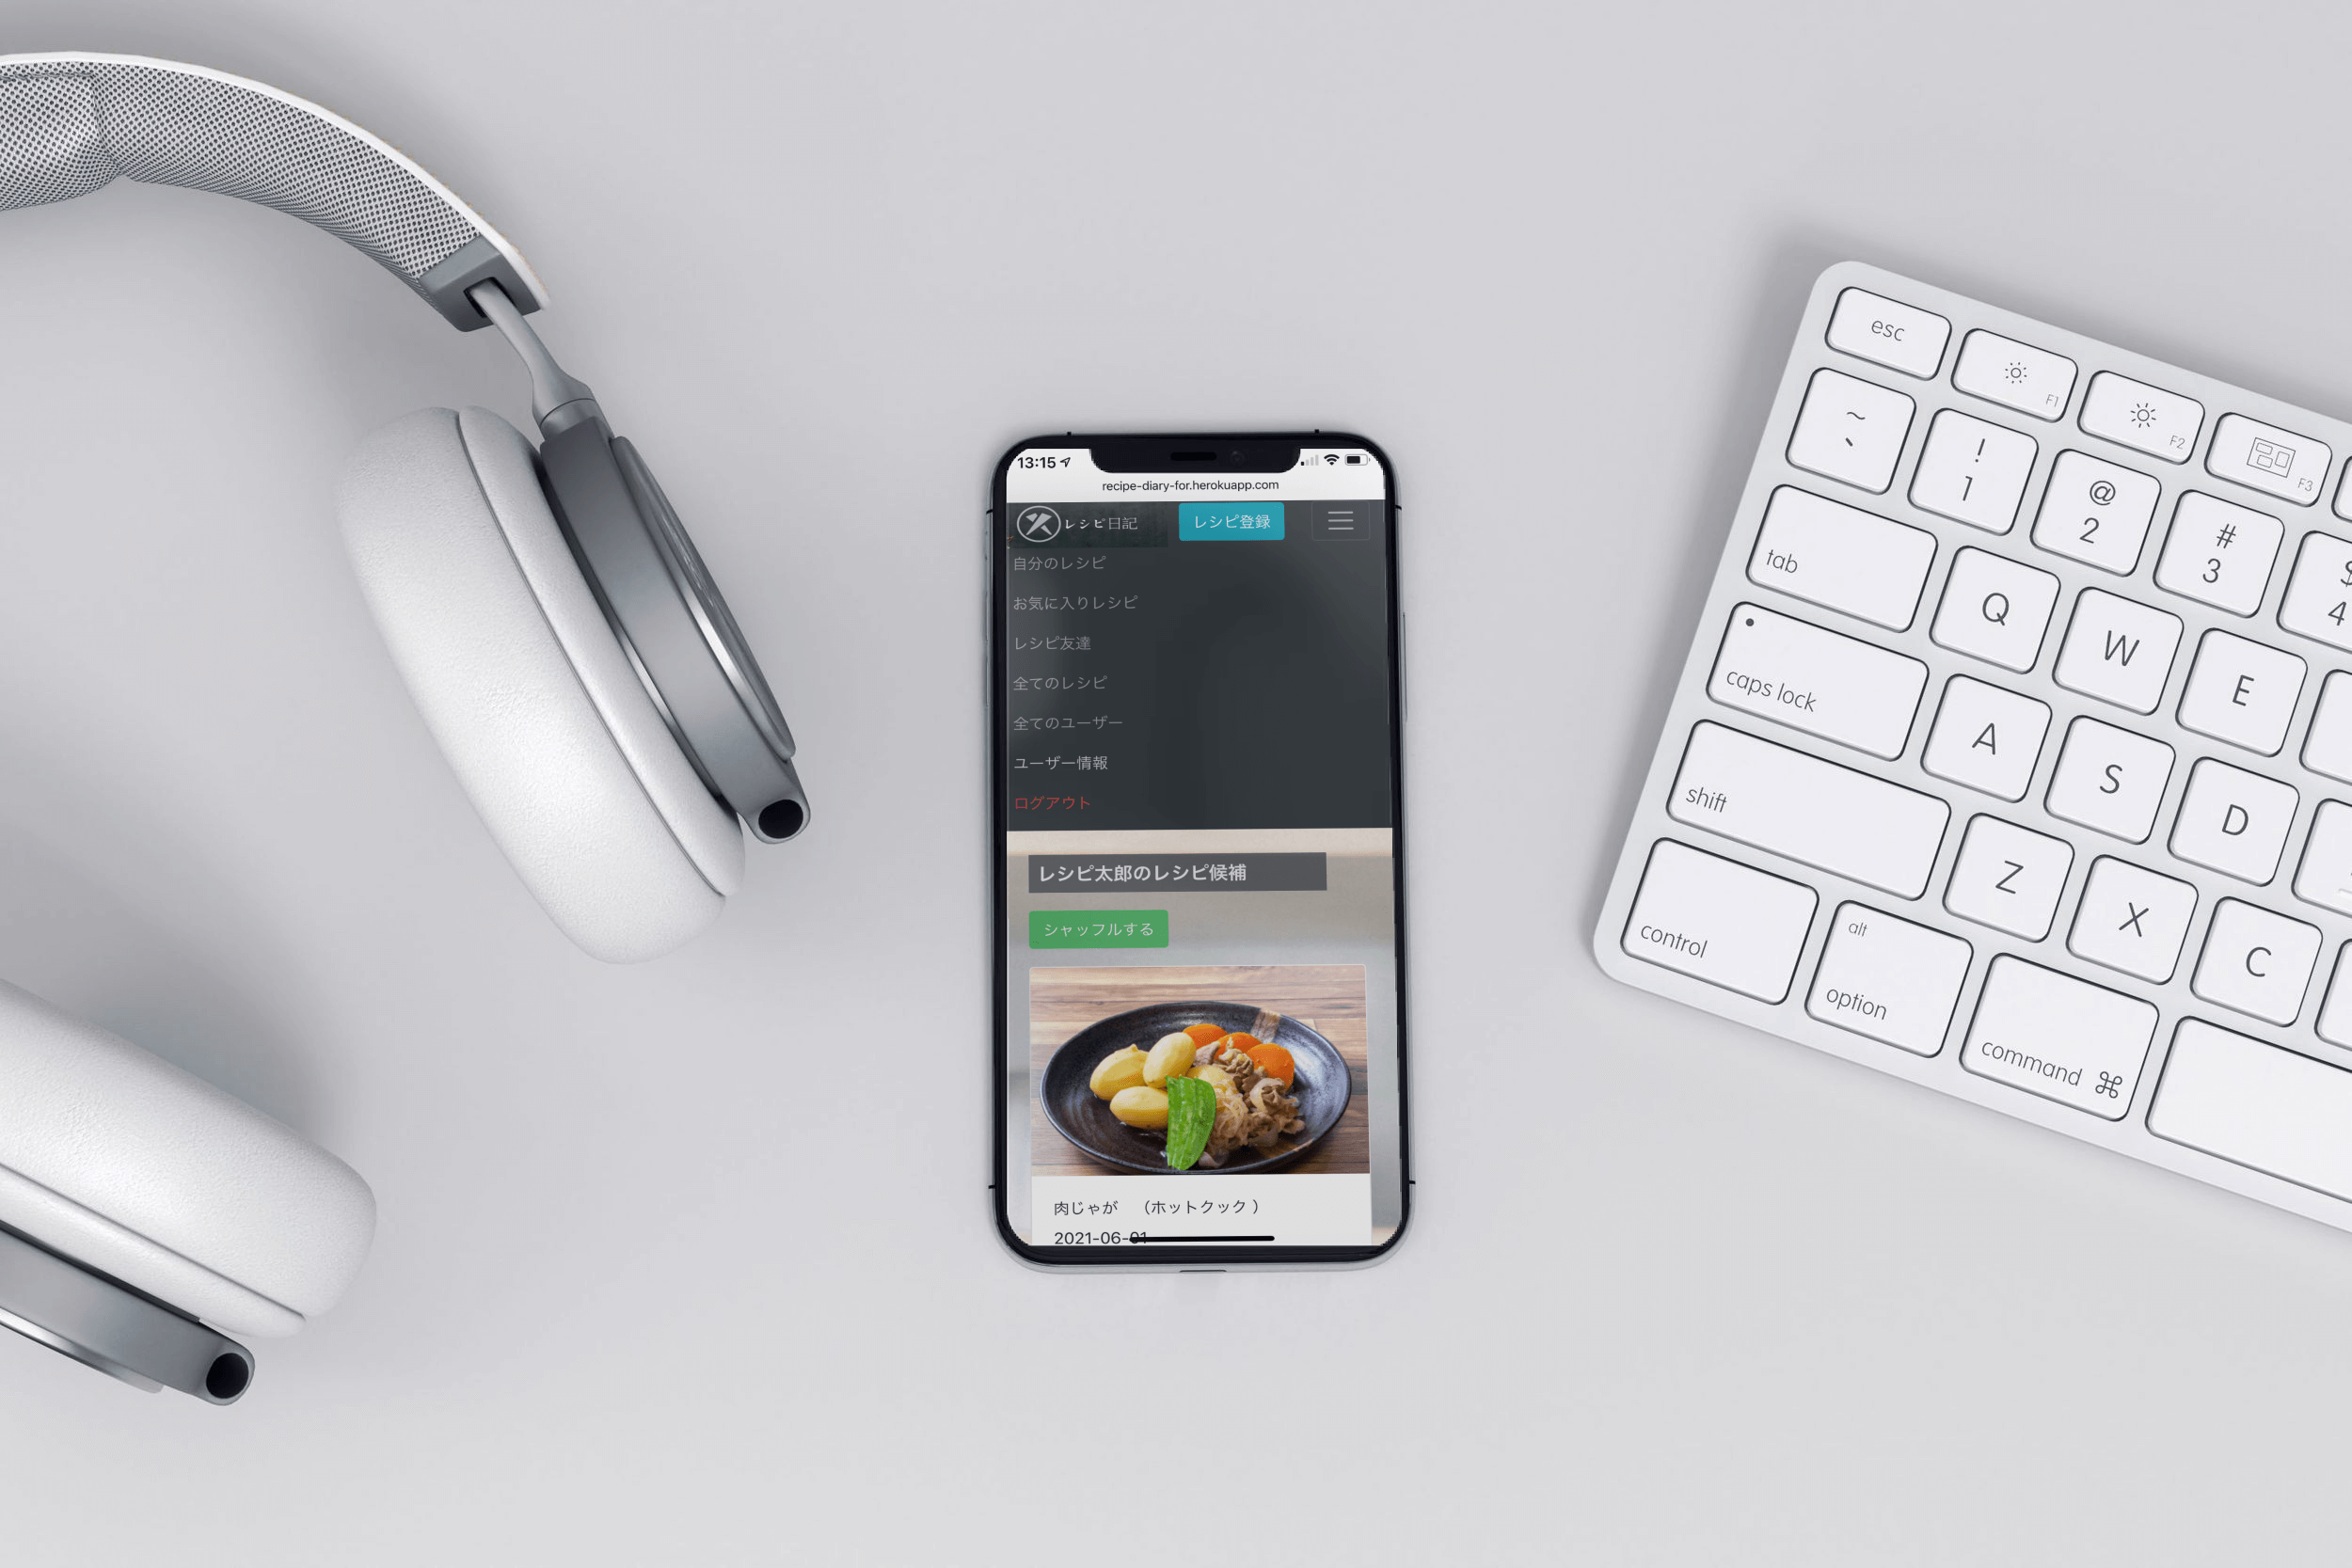 13:15
recipe-diary-for.herokuapp.com
レシピ日記
レシピ登録
自分のレシピ
お気に入りレシピ
レシピ友達
全てのレシピ
全てのユーザー
ユーザー情報
ログアウト
レシピ太郎のレシピ候補
シャッフルする
肉じゃが （ホットクック ）
2021-06-01
esc
F1
F2
F3
~ `
! 1
@ 2
# 3
$ 4
tab
Q
W
E
caps lock
A
S
D
shift
Z
X
C
control
alt
option
command ⌘